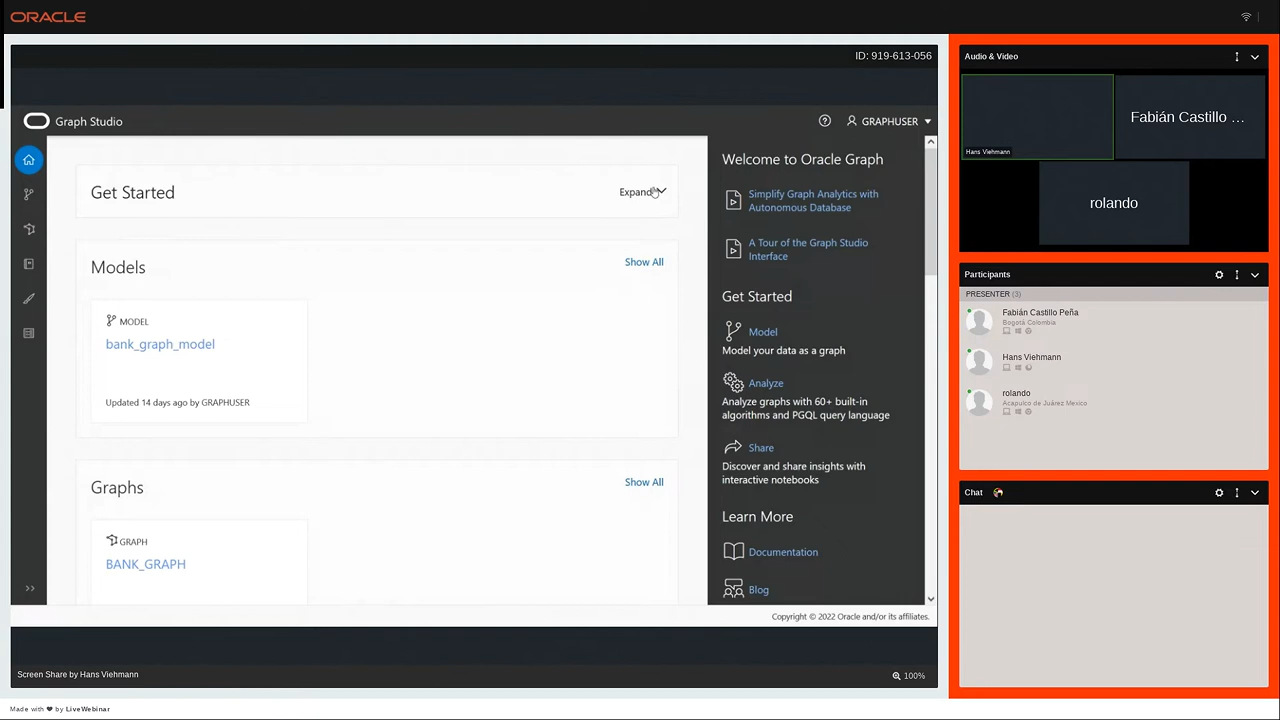 ORACLE
ID: 919-613-056
Graph Studio
GRAPHUSER
Get Started
Expand
Models
Show All
MODEL
bank_graph_model
Updated 14 days ago by GRAPHUSER
Graphs
Show All
GRAPH
BANK_GRAPH
Welcome to Oracle Graph
Simplify Graph Analytics with
Autonomous Database
A Tour of the Graph Studio
Interface
Get Started
Model
Model your data as a graph
Analyze
Analyze graphs with 60+ built-in
algorithms and PGQL query language
Share
Discover and share insights with
interactive notebooks
Learn More
Documentation
Blog
Copyright © 2022 Oracle and/or its affiliates.
Screen Share by Hans Viehmann
100%
Made with ❤ by LiveWebinar
Audio & Video
Hans Viehmann
Fabián Castillo ...
rolando
Participants
PRESENTER (3)
Fabián Castillo Peña
Bogotá Colombia
Hans Viehmann
rolando
Acapulco de Juárez Mexico
Chat